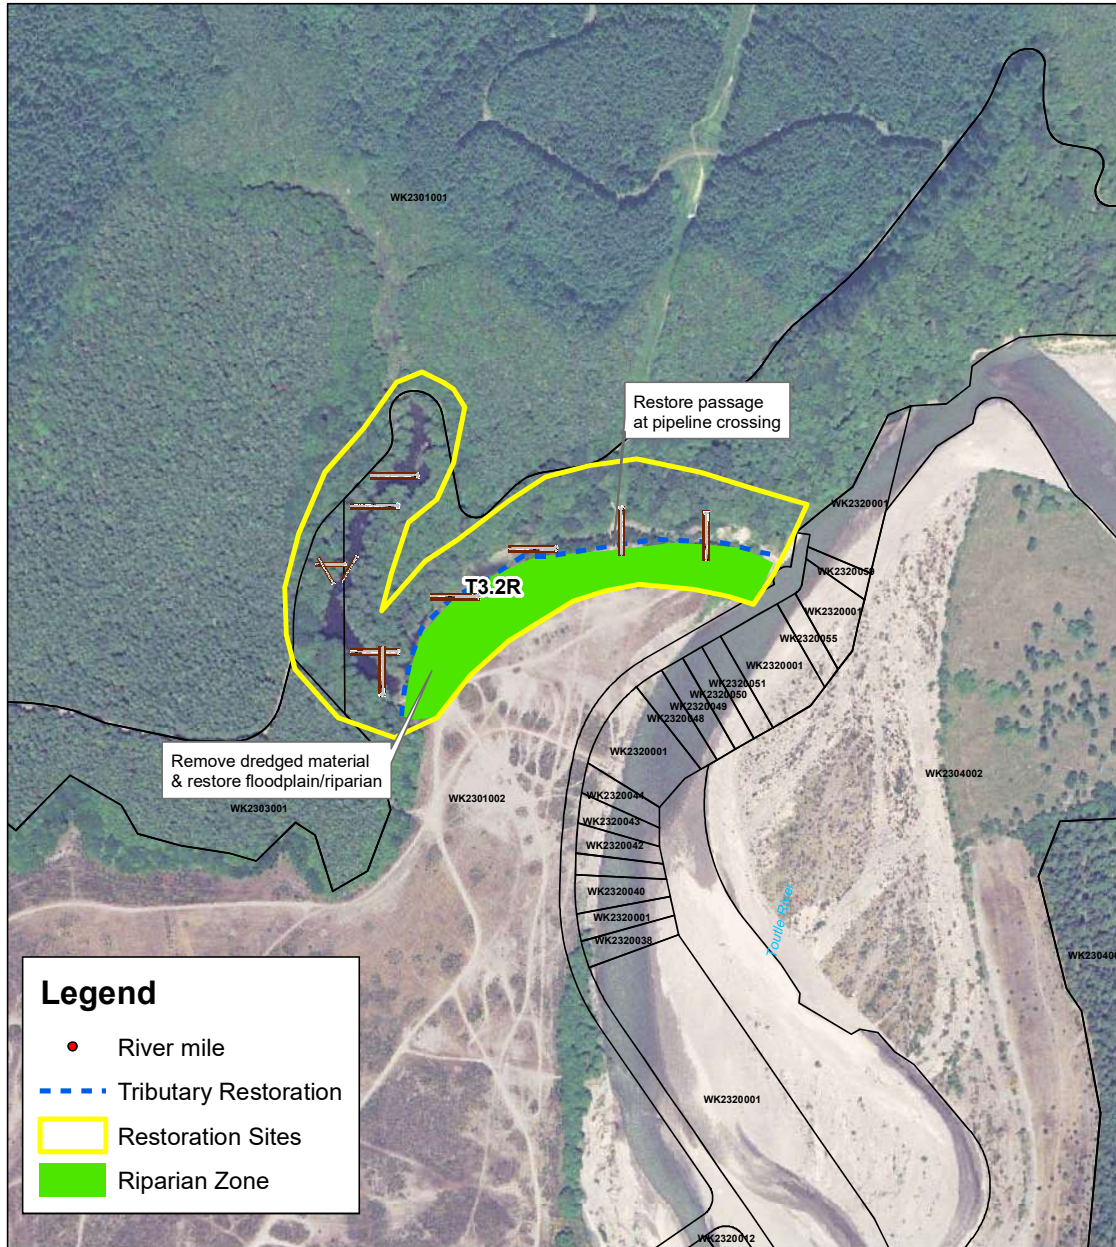 WK2301001
Restore passage
at pipeline crossing
WK2320001
WK2320059
WK2320001
WK2320055
WK2320001
WK2320051
WK2320050
WK2320049
WK2320048
T3.2R
WK2320001
Remove dredged material
& restore floodplain/riparian
WK2303001
WK2301002
WK2304002
WK2320044
WK2320043
WK2320042
WK2320040
WK2320001
WK2320038
Toutle River
WK2320001
WK2320012
Legend
River mile
Tributary Restoration
Restoration Sites
Riparian Zone